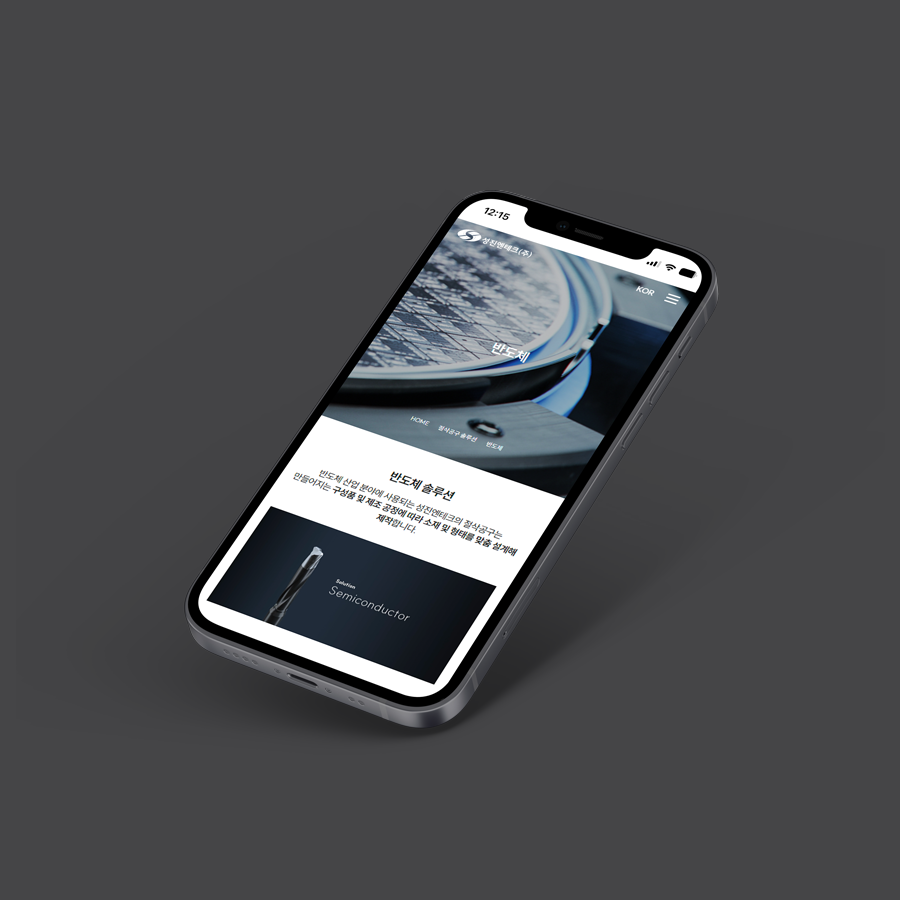 12:15
성진엔테크(주)
KOR
반도체
HOME 절삭공구 솔루션 반도체
반도체 솔루션
반도체 산업 분야에 사용되는 성진엔테크의 절삭공구는
만들어지는 구성품 및 제조 공정에 따라 소재 및 형태를 맞춤 설계해
제작합니다.
Solution
Semiconductor